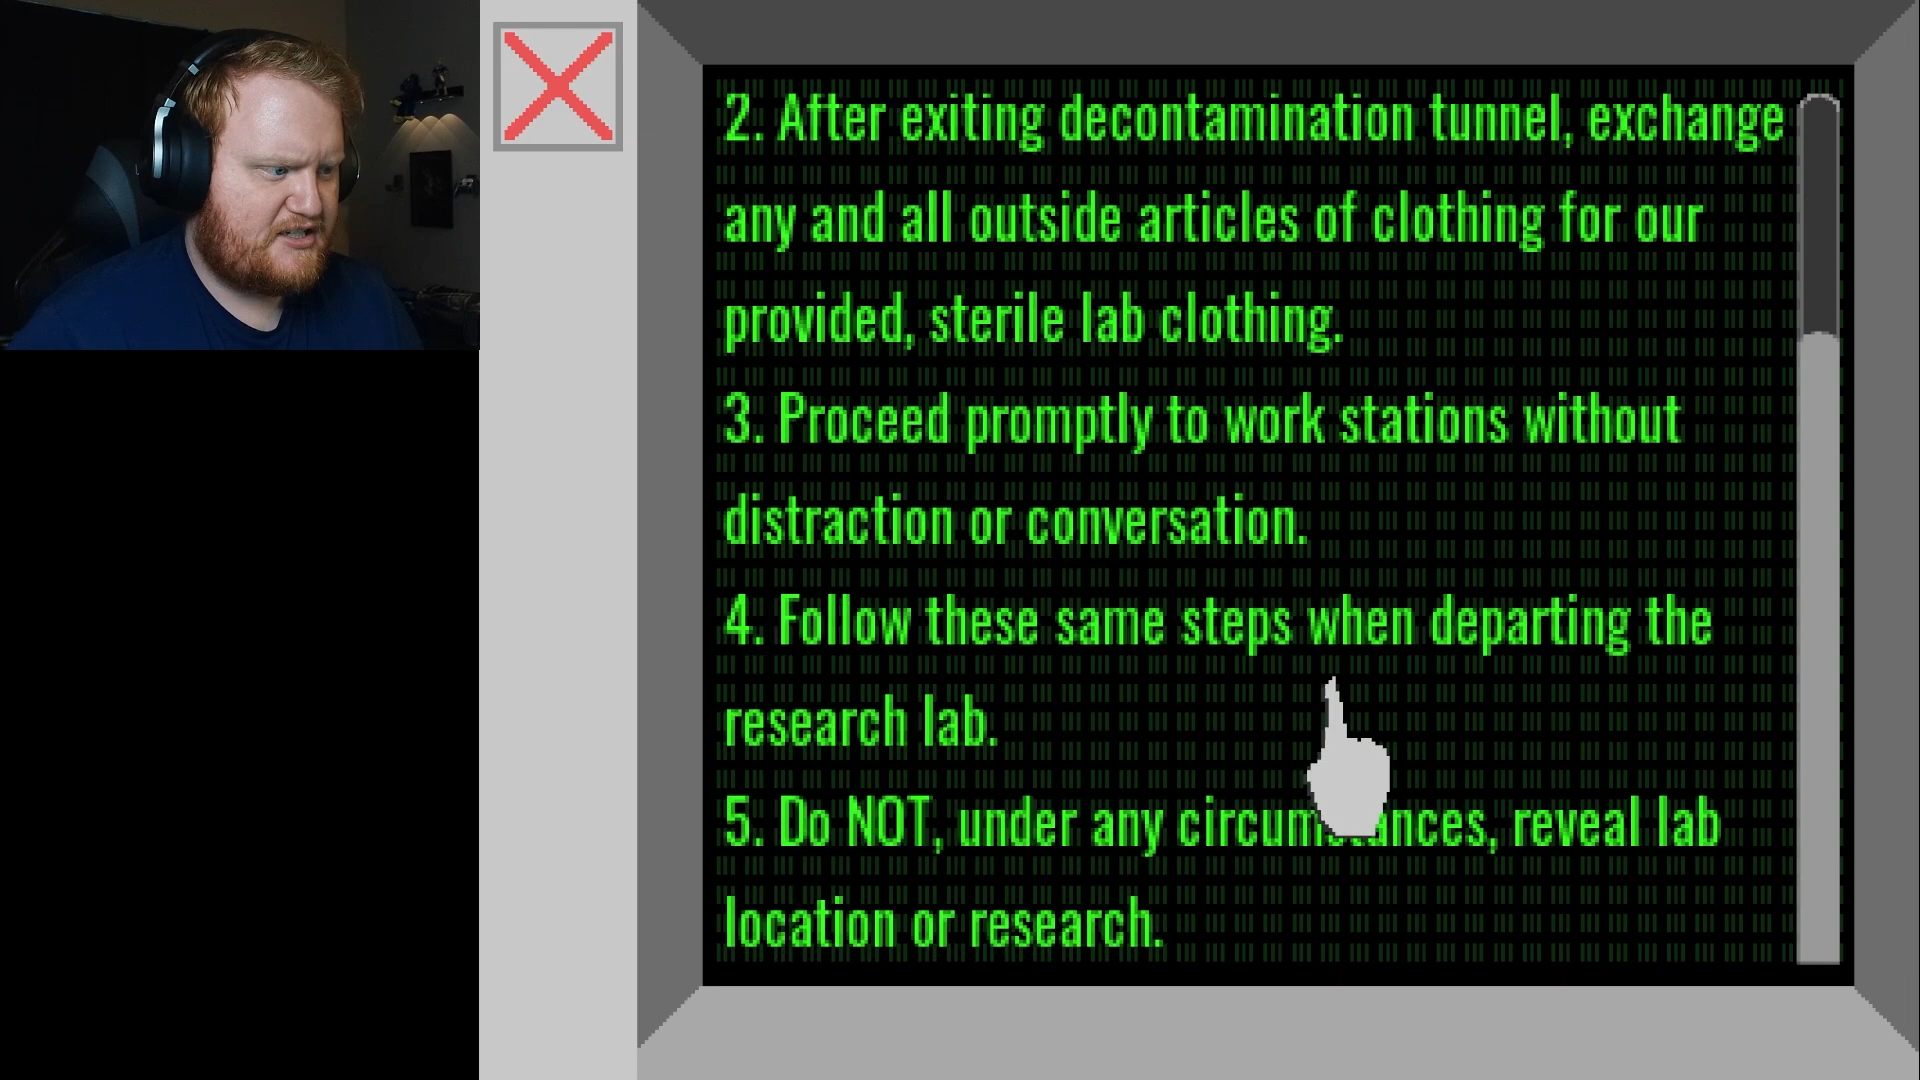 2. After exiting decontamination tunnel, exchange
any and all outside articles of clothing for our
provided, sterile lab clothing.
3. Proceed promptly to work stations without
distraction or conversation.
4. Follow these same steps when departing the
research lab.
5. Do NOT, under any circumstances, reveal lab
location or research.